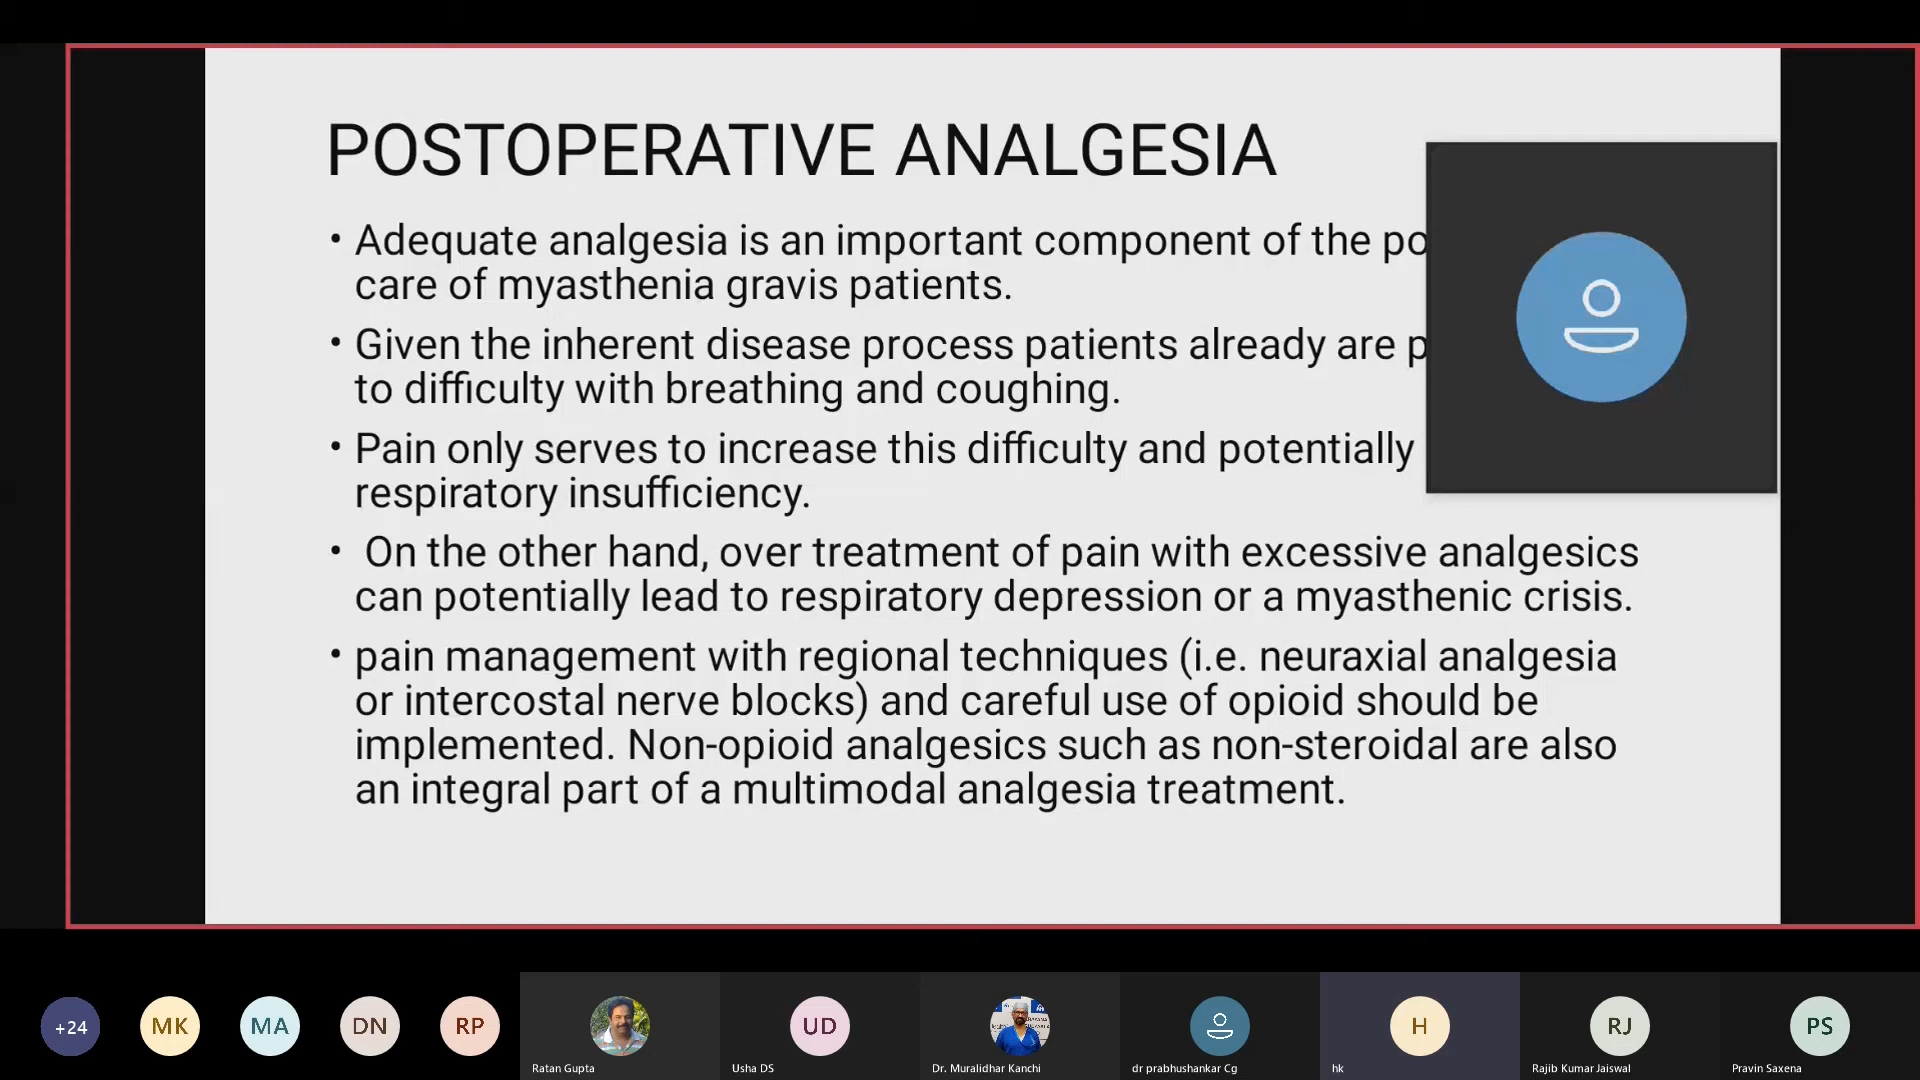 POSTOPERATIVE ANALGESIA
• Adequate analgesia is an important component of the
care of myasthenia gravis patients.
• Given the inherent disease process patients already are
to difficulty with breathing and coughing.
• Pain only serves to increase this difficulty and potentially
respiratory insufficiency.
• On the other hand, over treatment of pain with excessive analgesics
can potentially lead to respiratory depression or a myasthenic crisis.
• pain management with regional techniques (i.e. neuraxial analgesia
or intercostal nerve blocks) and careful use of opioid should be
implemented. Non-opioid analgesics such as non-steroidal are also
an integral part of a multimodal analgesia treatment.
+24 MK MA DN RP UD H RJ PS
Ratan Gupta Usha DS Dr. Muralidhar Kanchi dr prabhushankar Cg hk Rajib Kumar Jaiswal Pravin Saxena